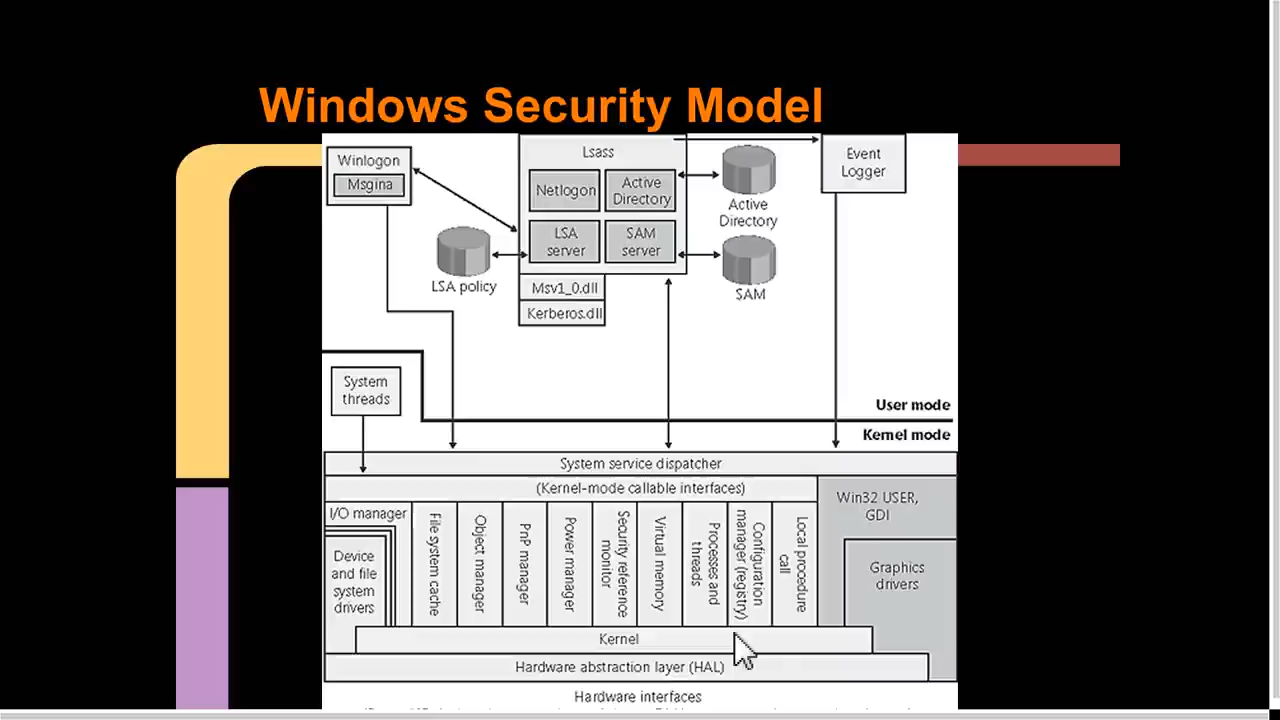 Windows Security Model
Winlogon
Msgina
Lsass
Netlogon
Active
Directory
LSA
server
SAM
server
Msv1_0.dll
Kerberos.dll
LSA policy
Active
Directory
SAM
Event
Logger
System
threads
User mode
Kernel mode
System service dispatcher
(Kernel-mode callable interfaces)
I/O manager
Device
and file
system
drivers
File system cache
Object manager
PnP manager
Power manager
Security reference
monitor
Virtual memory
Processes and
threads
Configuration
manager (registry)
Local procedure
call
Win32 USER,
GDI
Graphics
drivers
Kernel
Hardware abstraction layer (HAL)
Hardware interfaces